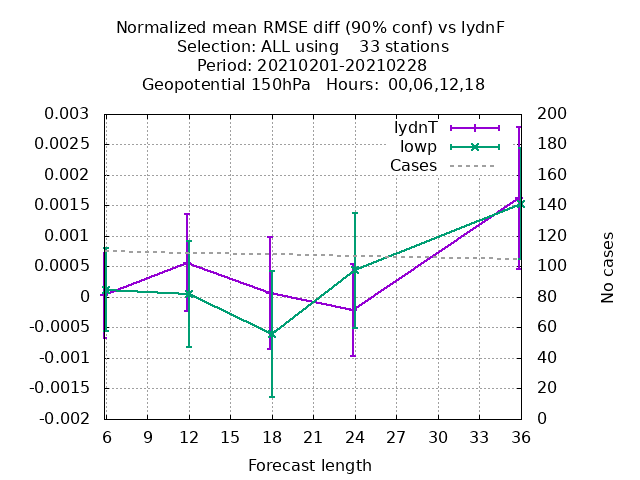 Normalized mean RMSE diff (90% conf) vs lydnF
Selection: ALL using    33 stations
Period: 20210201-20210228
Geopotential 150hPa   Hours: 00,06,12,18
lydnT
lowp
Cases
0.003
0.0025
0.002
0.0015
0.001
0.0005
0
-0.0005
-0.001
-0.0015
-0.002
200
180
160
140
120
100
80
60
40
20
0
No cases
6 9 12 15 18 21 24 27 30 33 36
Forecast length